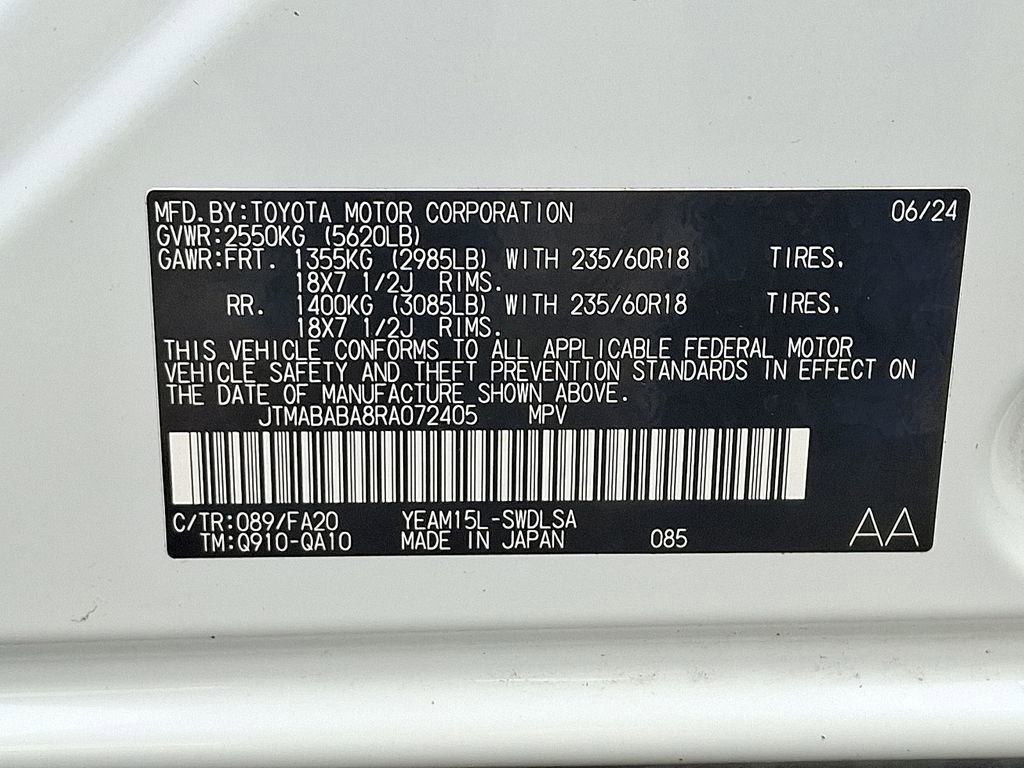 MFD.BY:TOYOTA MOTOR CORPORATION 06/24
GVWR:2550KG (5620LB)
GAWR:FRT. 1355KG (2985LB) WITH 235/60R18 TIRES.
18X7 1/2J RIMS.
RR. 1400KG (3085LB) WITH 235/60R18 TIRES.
18X7 1/2J RIMS.
THIS VEHICLE CONFORMS TO ALL APPLICABLE FEDERAL MOTOR
VEHICLE SAFETY AND THEFT PREVENTION STANDARDS IN EFFECT ON
THE DATE OF MANUFACTURE SHOWN ABOVE.
JTMABABA8RA072405 MPV
C/TR:089/FA20 YEAM15L-SWDLSA
TM:Q910-QA10 MADE IN JAPAN 085 AA